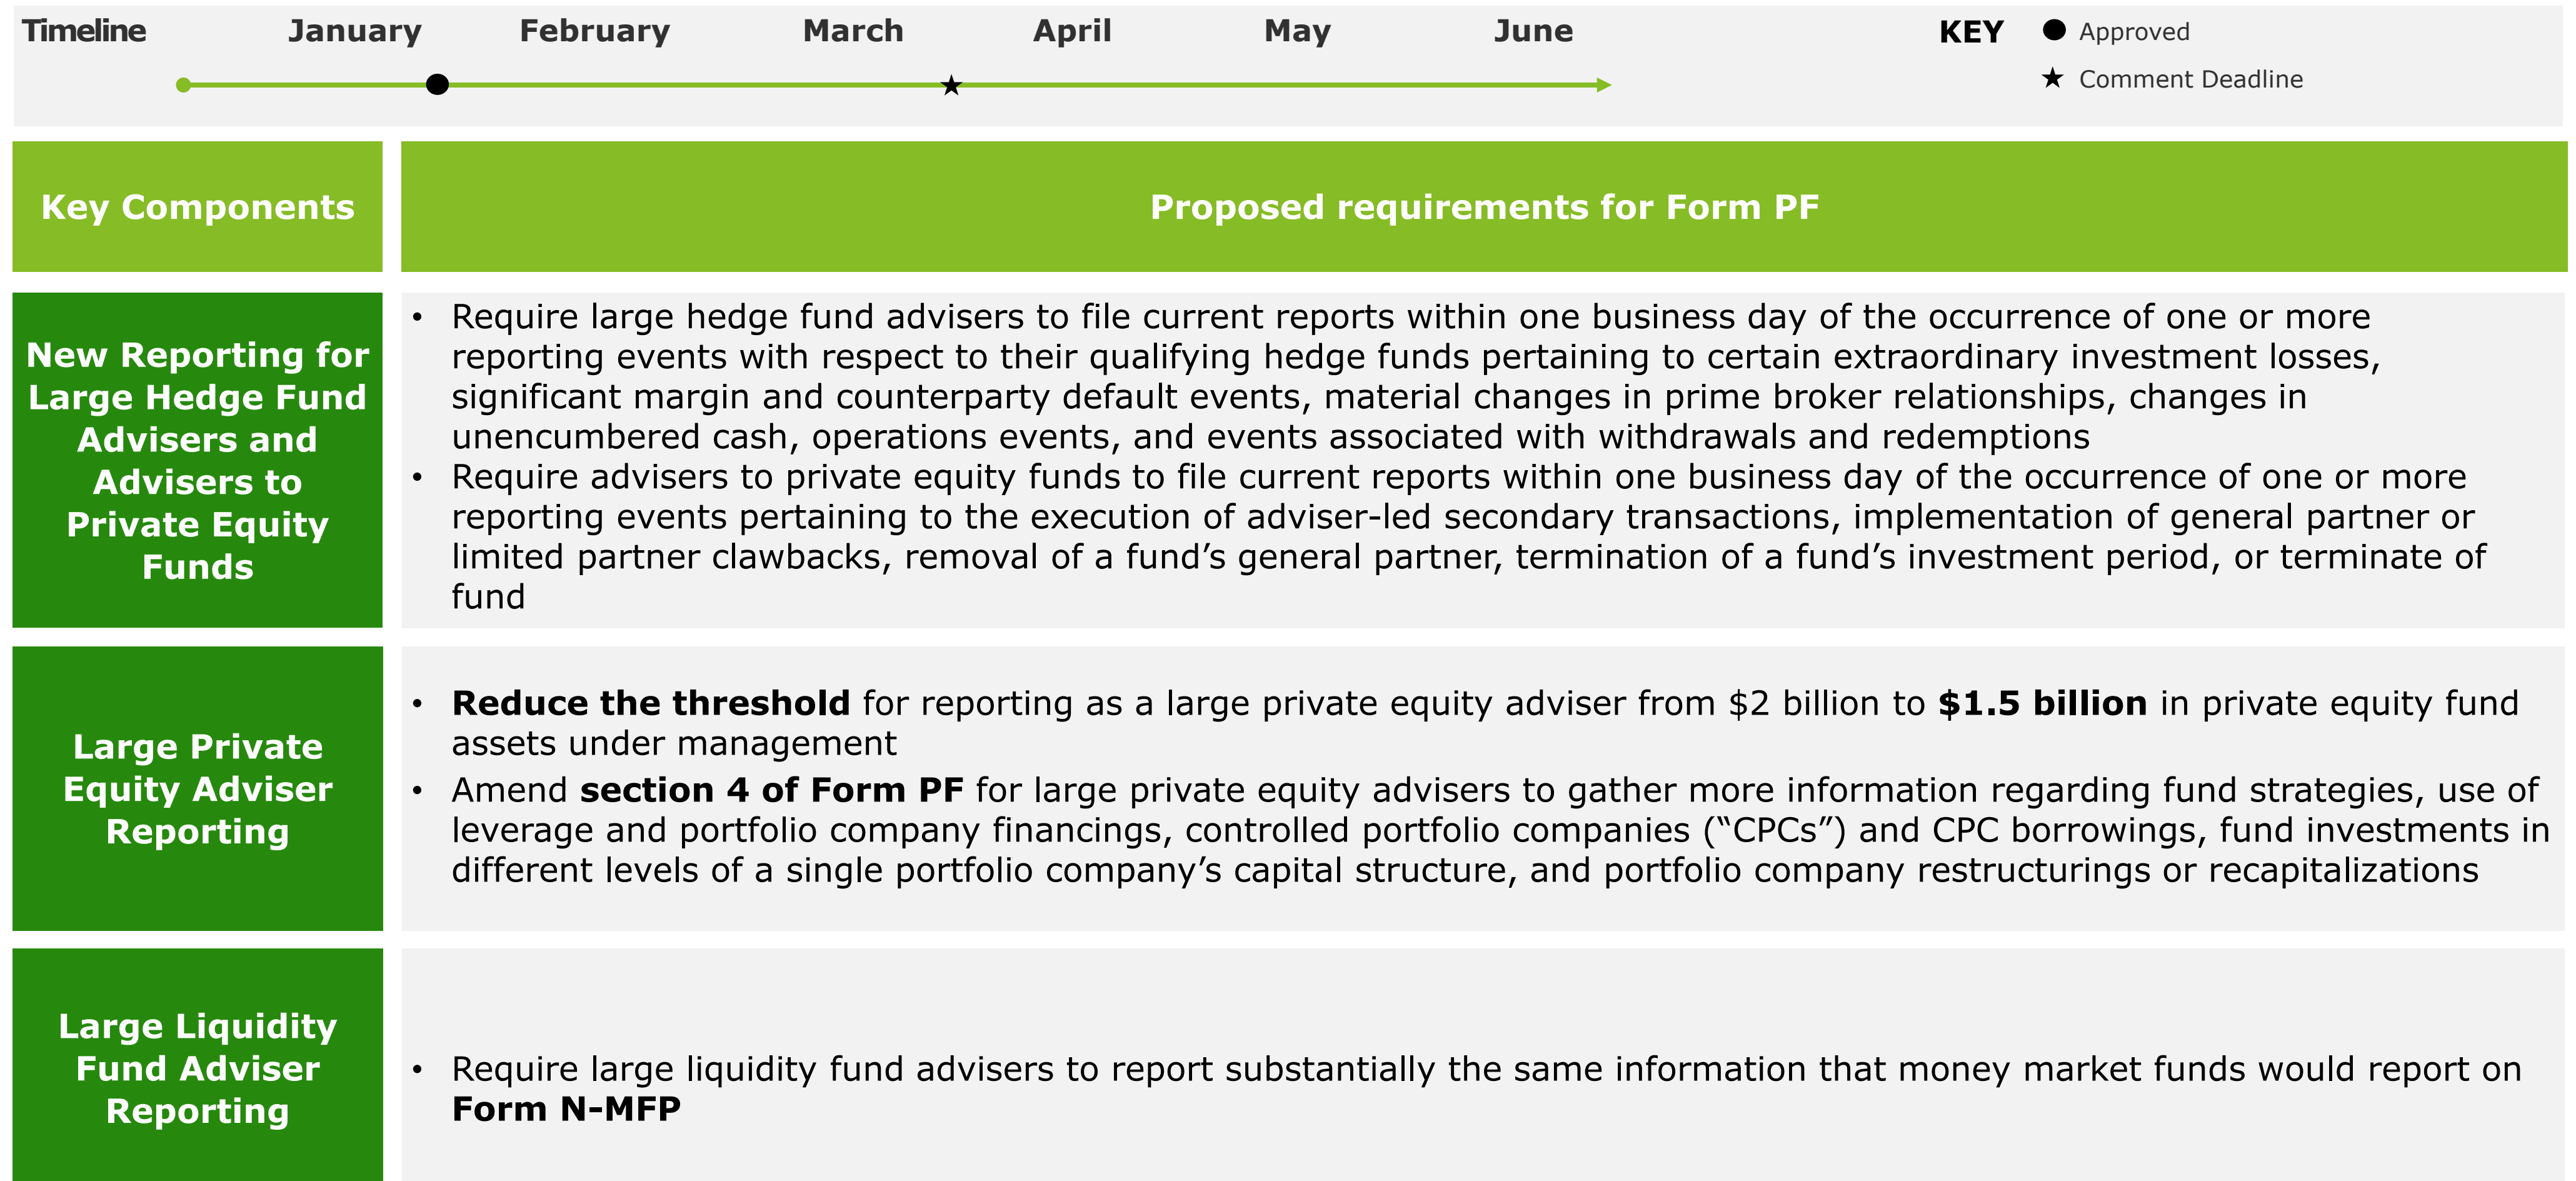 Timeline January February March April May June KEY ● Approved
★ Comment Deadline
Key Components
Proposed requirements for Form PF
New Reporting for
Large Hedge Fund
Advisers and
Advisers to
Private Equity
Funds
• Require large hedge fund advisers to file current reports within one business day of the occurrence of one or more
reporting events with respect to their qualifying hedge funds pertaining to certain extraordinary investment losses,
significant margin and counterparty default events, material changes in prime broker relationships, changes in
unencumbered cash, operations events, and events associated with withdrawals and redemptions
• Require advisers to private equity funds to file current reports within one business day of the occurrence of one or more
reporting events pertaining to the execution of adviser-led secondary transactions, implementation of general partner or
limited partner clawbacks, removal of a fund’s general partner, termination of a fund’s investment period, or terminate of
fund
Large Private
Equity Adviser
Reporting
• Reduce the threshold for reporting as a large private equity adviser from $2 billion to $1.5 billion in private equity fund
assets under management
• Amend section 4 of Form PF for large private equity advisers to gather more information regarding fund strategies, use of
leverage and portfolio company financings, controlled portfolio companies (“CPCs”) and CPC borrowings, fund investments in
different levels of a single portfolio company’s capital structure, and portfolio company restructurings or recapitalizations
Large Liquidity
Fund Adviser
Reporting
• Require large liquidity fund advisers to report substantially the same information that money market funds would report on
Form N-MFP